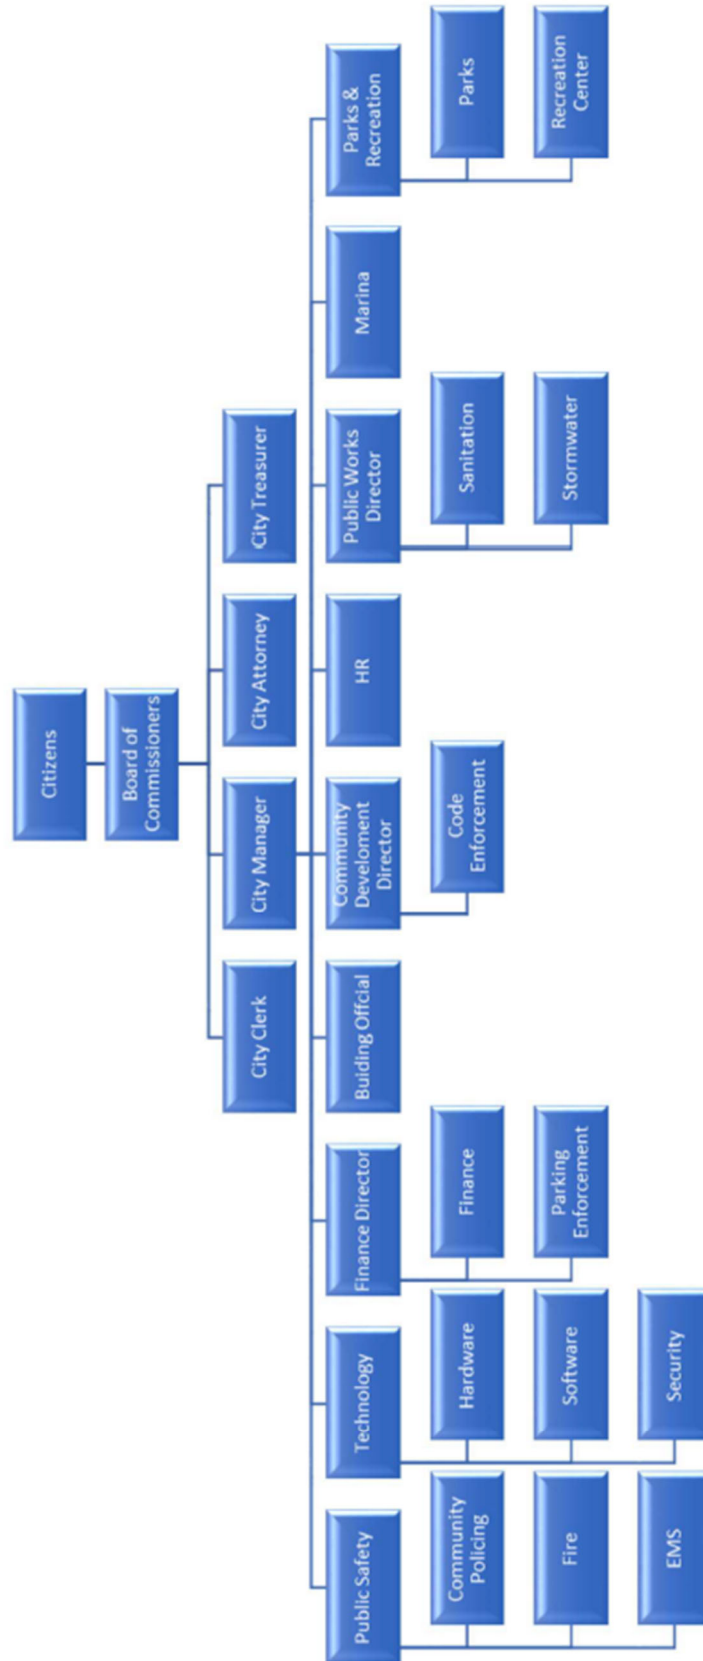 Citizens
Board of
Commissioners
City Clerk
City Manager
City Attorney
City Treasurer
Public Safety
Technology
Finance Director
Buiding Offcial
Community
Develoment
Director
HR
Public Works
Director
Marina
Parks &
Recreation
Community
Policing
Hardware
Finance
Code
Enforcement
Sanitation
Parks
Fire
Software
Parking
Enforcement
Stormwater
Recreation
Center
EMS
Security